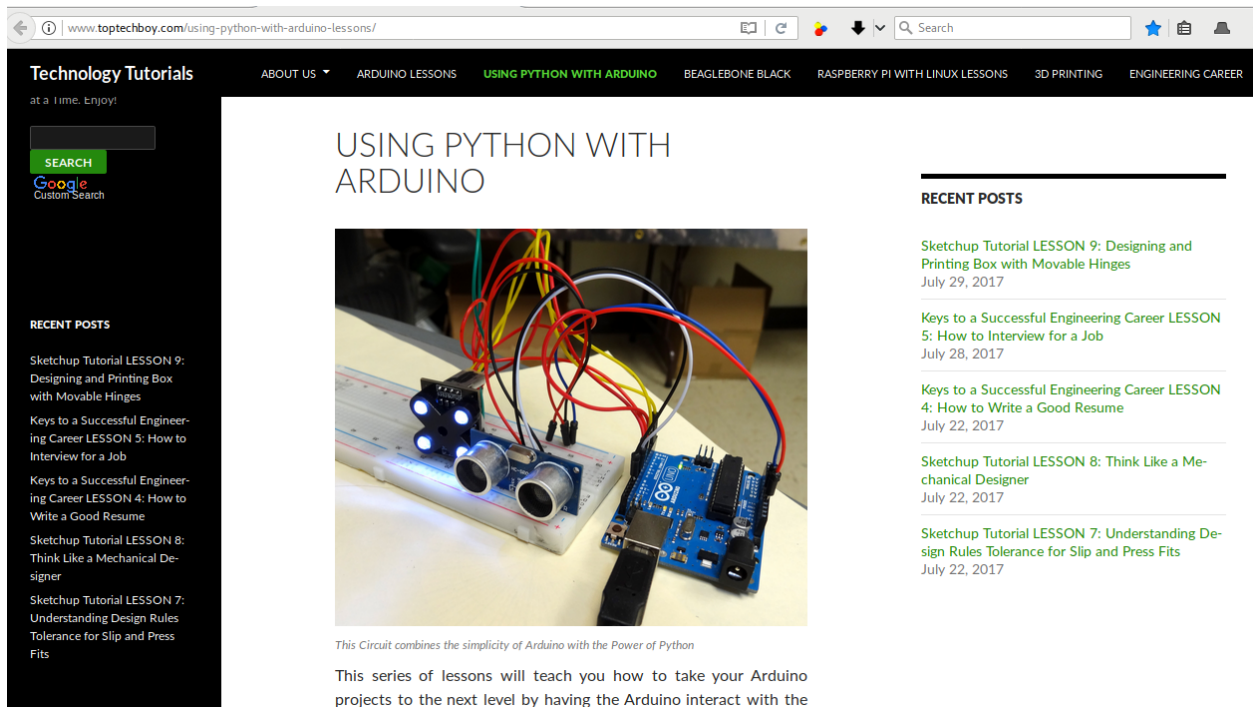 www.toptechboy.com/using-python-with-arduino-lessons/
Search
Technology Tutorials
ABOUT US
ARDUINO LESSONS
USING PYTHON WITH ARDUINO
BEAGLEBONE BLACK
RASPBERRY PI WITH LINUX LESSONS
3D PRINTING
ENGINEERING CAREER
at a Time. Enjoy!
SEARCH
Google
Custom Search
RECENT POSTS
Sketchup Tutorial LESSON 9:
Designing and Printing Box
with Movable Hinges
Keys to a Successful Engineer-
ing Career LESSON 5: How to
Interview for a Job
Keys to a Successful Engineer-
ing Career LESSON 4: How to
Write a Good Resume
Sketchup Tutorial LESSON 8:
Think Like a Mechanical De-
signer
Sketchup Tutorial LESSON 7:
Understanding Design Rules
Tolerance for Slip and Press
Fits
USING PYTHON WITH
ARDUINO
UNO
ARDUINO
This Circuit combines the simplicity of Arduino with the Power of Python
This series of lessons will teach you how to take your Arduino
projects to the next level by having the Arduino interact with the
RECENT POSTS
Sketchup Tutorial LESSON 9: Designing and
Printing Box with Movable Hinges
July 29, 2017
Keys to a Successful Engineering Career LESSON
5: How to Interview for a Job
July 28, 2017
Keys to a Successful Engineering Career LESSON
4: How to Write a Good Resume
July 22, 2017
Sketchup Tutorial LESSON 8: Think Like a Me-
chanical Designer
July 22, 2017
Sketchup Tutorial LESSON 7: Understanding De-
sign Rules Tolerance for Slip and Press Fits
July 22, 2017